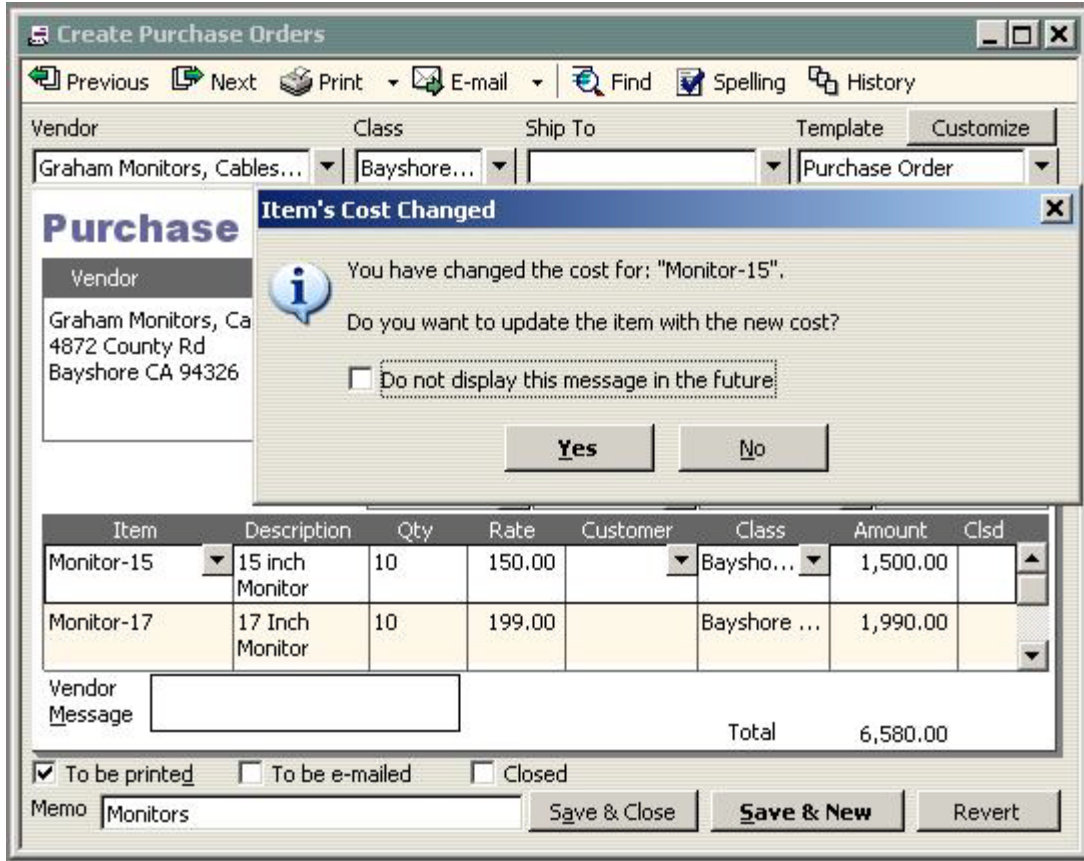 Create Purchase Orders
Previous Next Print E-mail Find Spelling History
Vendor Class Ship To Template Customize
Graham Monitors, Cables... Bayshore... Purchase Order
Item's Cost Changed
Purchase
You have changed the cost for: "Monitor-15".
Vendor
Graham Monitors, Ca
Do you want to update the item with the new cost?
4872 County Rd
Bayshore CA 94326
Do not display this message in the future
Yes No
Item Description Qty Rate Customer Class Amount Clsd
Monitor-15 15 inch 10 150.00 Baysho... 1,500.00
Monitor
Monitor-17 17 Inch 10 199.00 Bayshore ... 1,990.00
Monitor
Vendor
Message
Total 6,580.00
To be printed To be e-mailed Closed
Memo Monitors Save & Close Save & New Revert